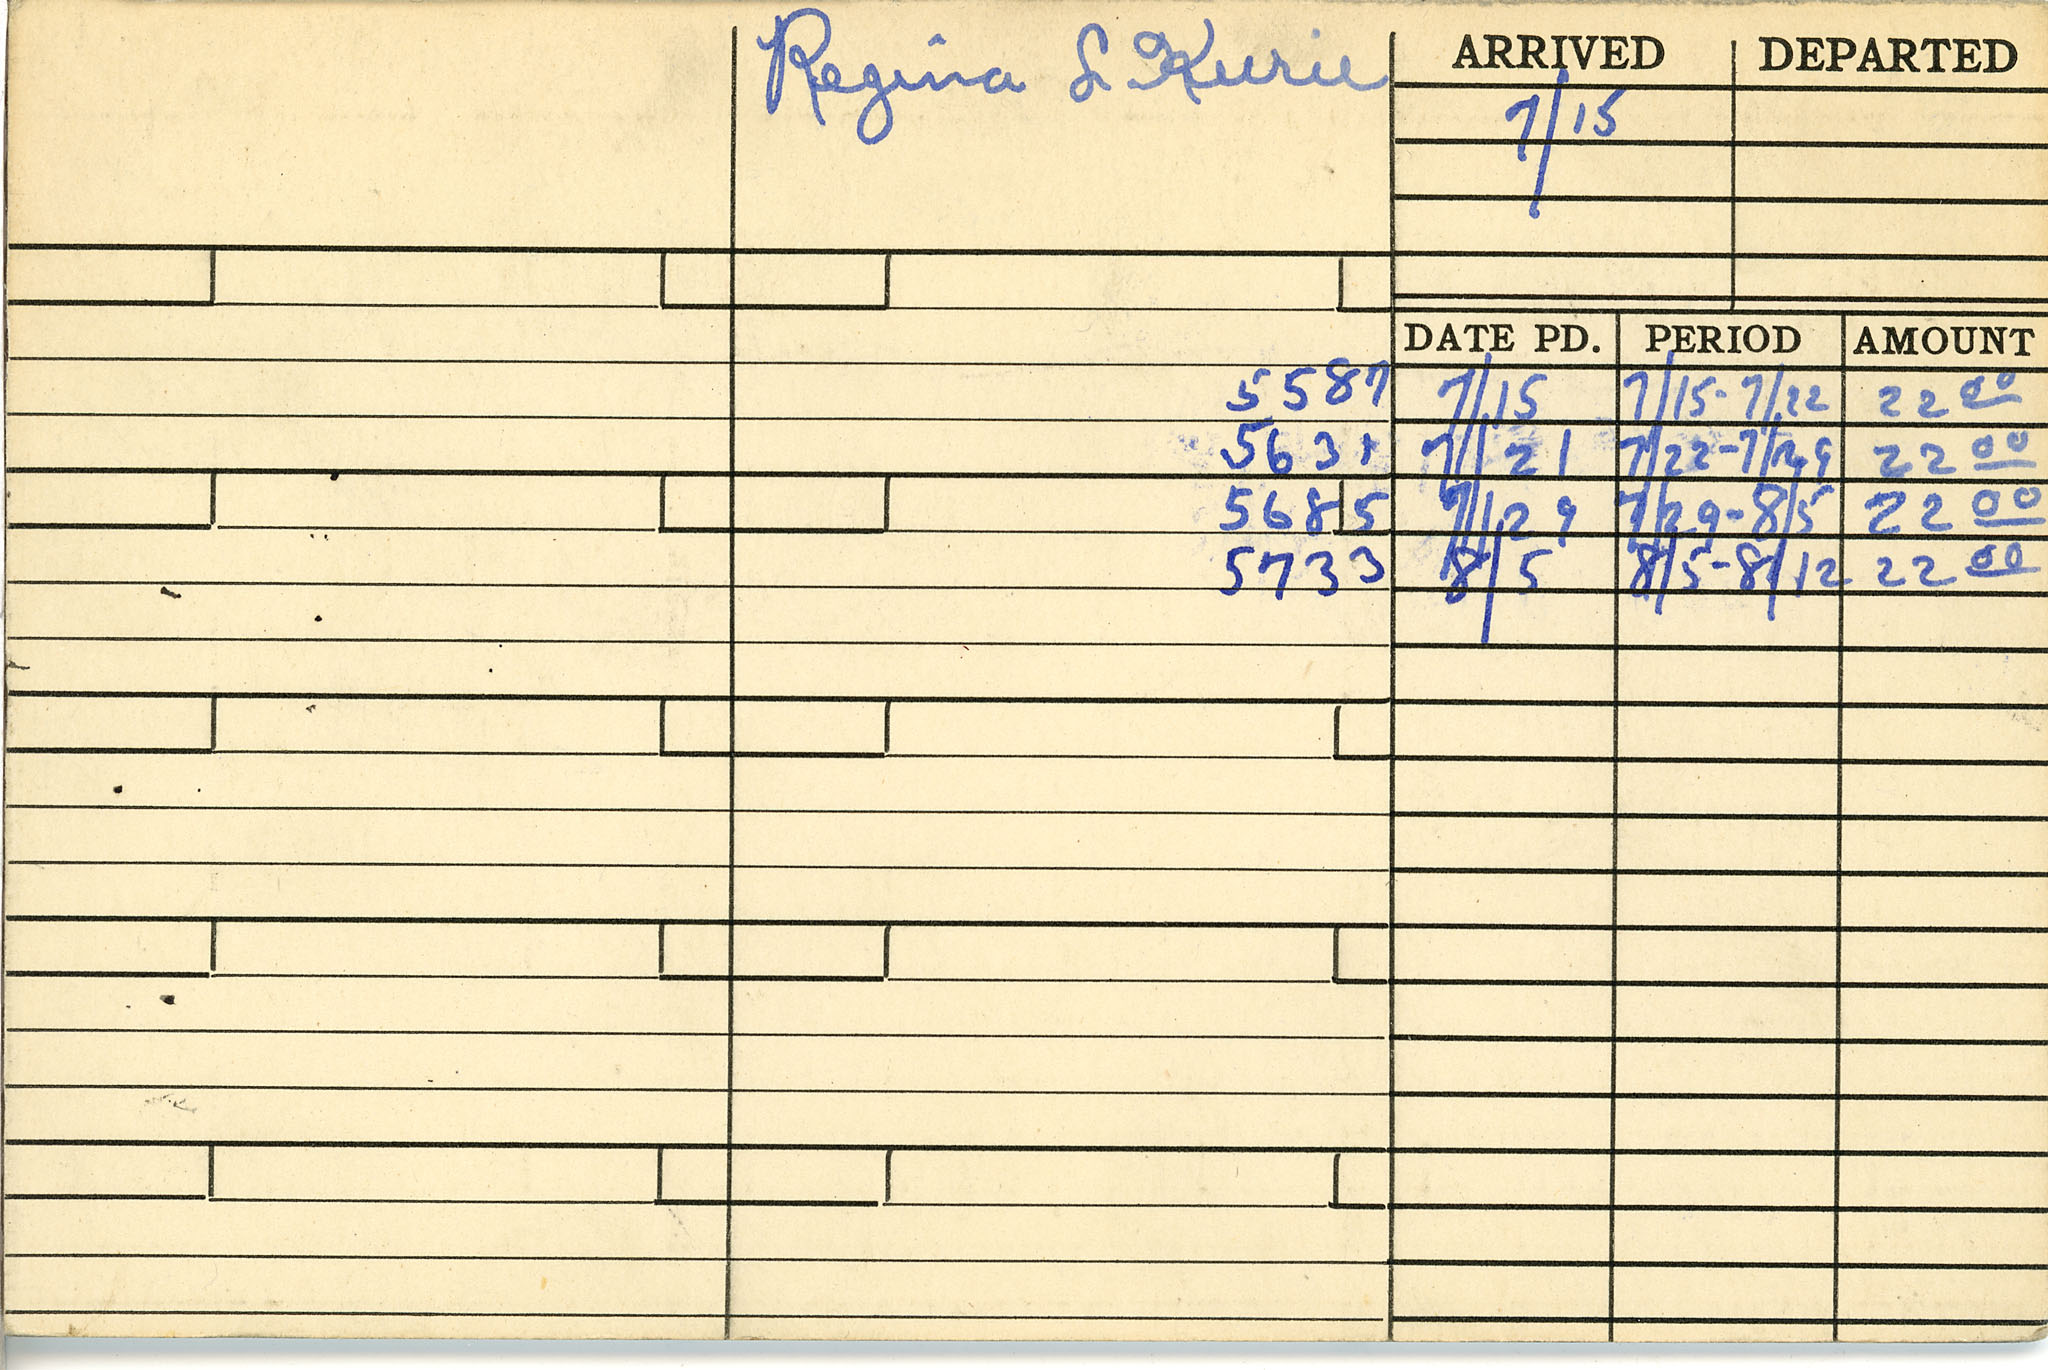 Regina L Kurie
ARRIVED DEPARTED
7/15
DATE PD. PERIOD AMOUNT
5587 7/15 7/15-7/22 22 00
5631 7/21 7/22-7/29 22 00
5685 7/29 7/29-8/5 22 00
5733 8/5 8/5-8/12 22 00